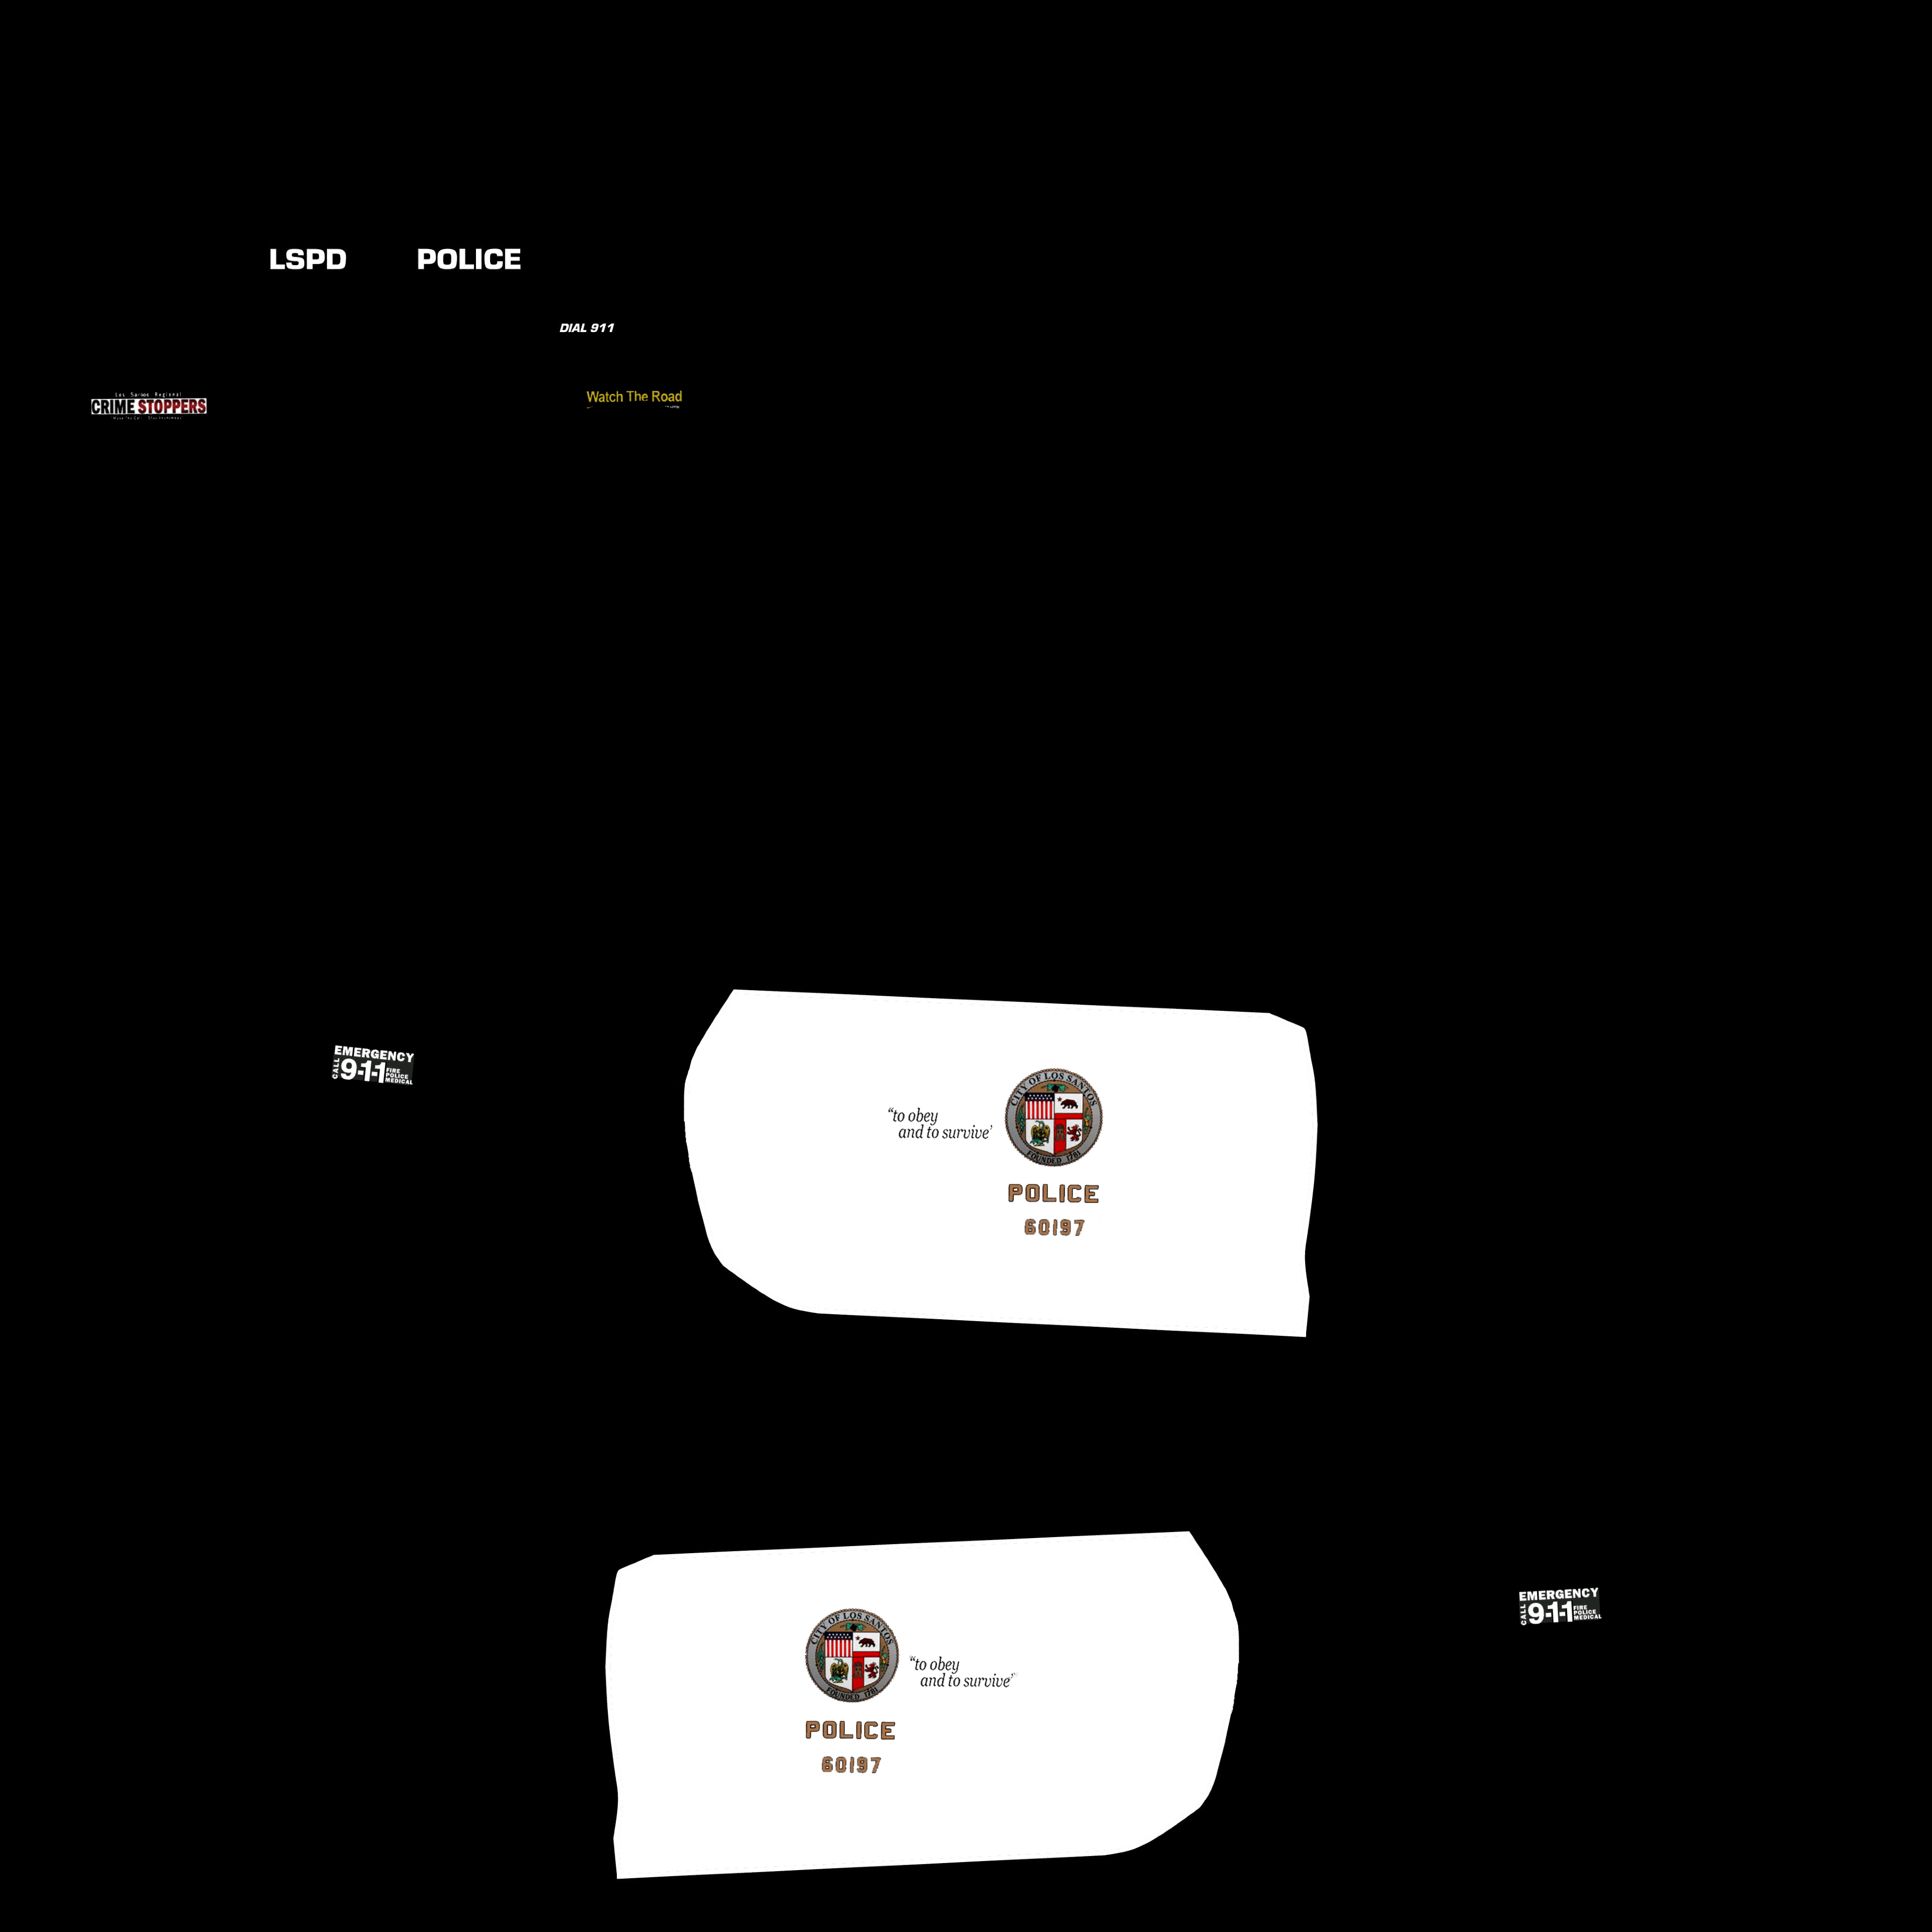 LSPD POLICE
DIAL 911
Los Santos Regional
CRIME STOPPERS
Watch The Road
EMERGENCY
CALL 9-1-1 FIRE
POLICE
MEDICAL
CITY OF LOS SANTOS
FOUNDED 1781
“to obey
and to survive’
POLICE
60197
CITY OF LOS SANTOS
FOUNDED 1781
“to obey
and to survive’
POLICE
60197
EMERGENCY
CALL 9-1-1 FIRE
POLICE
MEDICAL